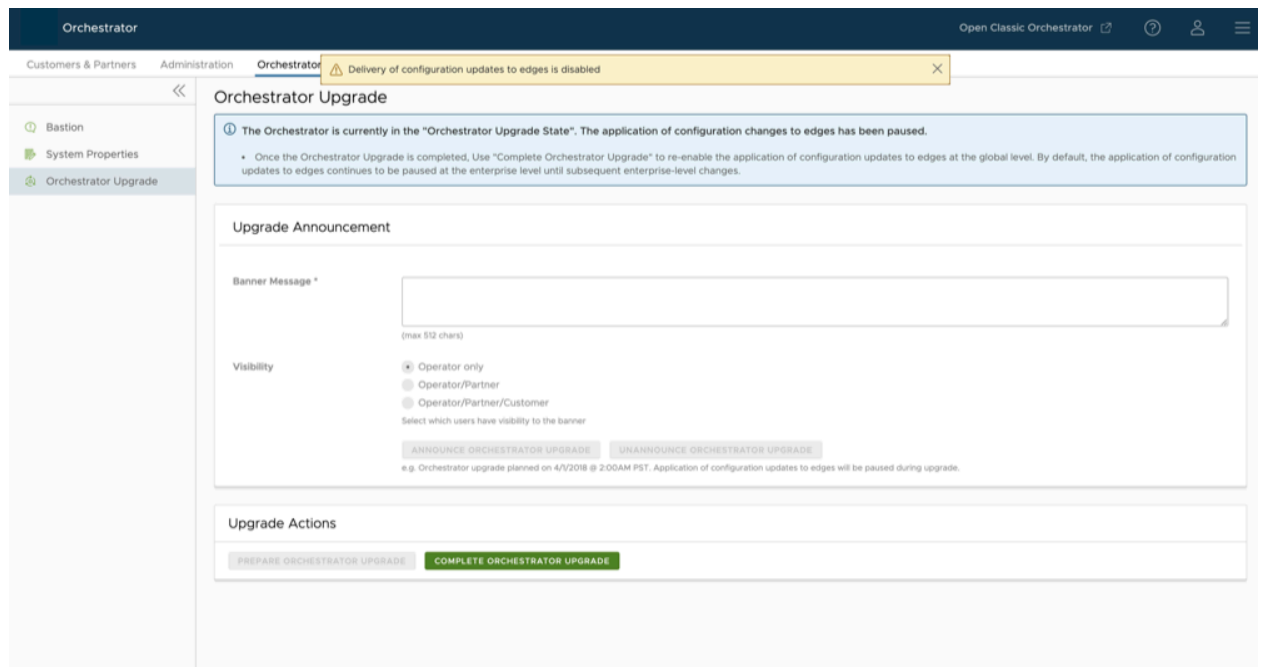 Orchestrator
Open Classic Orchestrator
Customers & Partners
Administration
Orchestrator
Delivery of configuration updates to edges is disabled
Bastion
System Properties
Orchestrator Upgrade
Orchestrator Upgrade
The Orchestrator is currently in the "Orchestrator Upgrade State". The application of configuration changes to edges has been paused.
• Once the Orchestrator Upgrade is completed, Use "Complete Orchestrator Upgrade" to re-enable the application of configuration updates to edges at the global level. By default, the application of configuration
updates to edges continues to be paused at the enterprise level until subsequent enterprise-level changes.
Upgrade Announcement
Banner Message *
(max 512 chars)
Visibility
Operator only
Operator/Partner
Operator/Partner/Customer
Select which users have visibility to the banner
ANNOUNCE ORCHESTRATOR UPGRADE
UNANNOUNCE ORCHESTRATOR UPGRADE
e.g. Orchestrator upgrade planned on 4/1/2018 @ 2:00AM PST. Application of configuration updates to edges will be paused during upgrade.
Upgrade Actions
PREPARE ORCHESTRATOR UPGRADE
COMPLETE ORCHESTRATOR UPGRADE